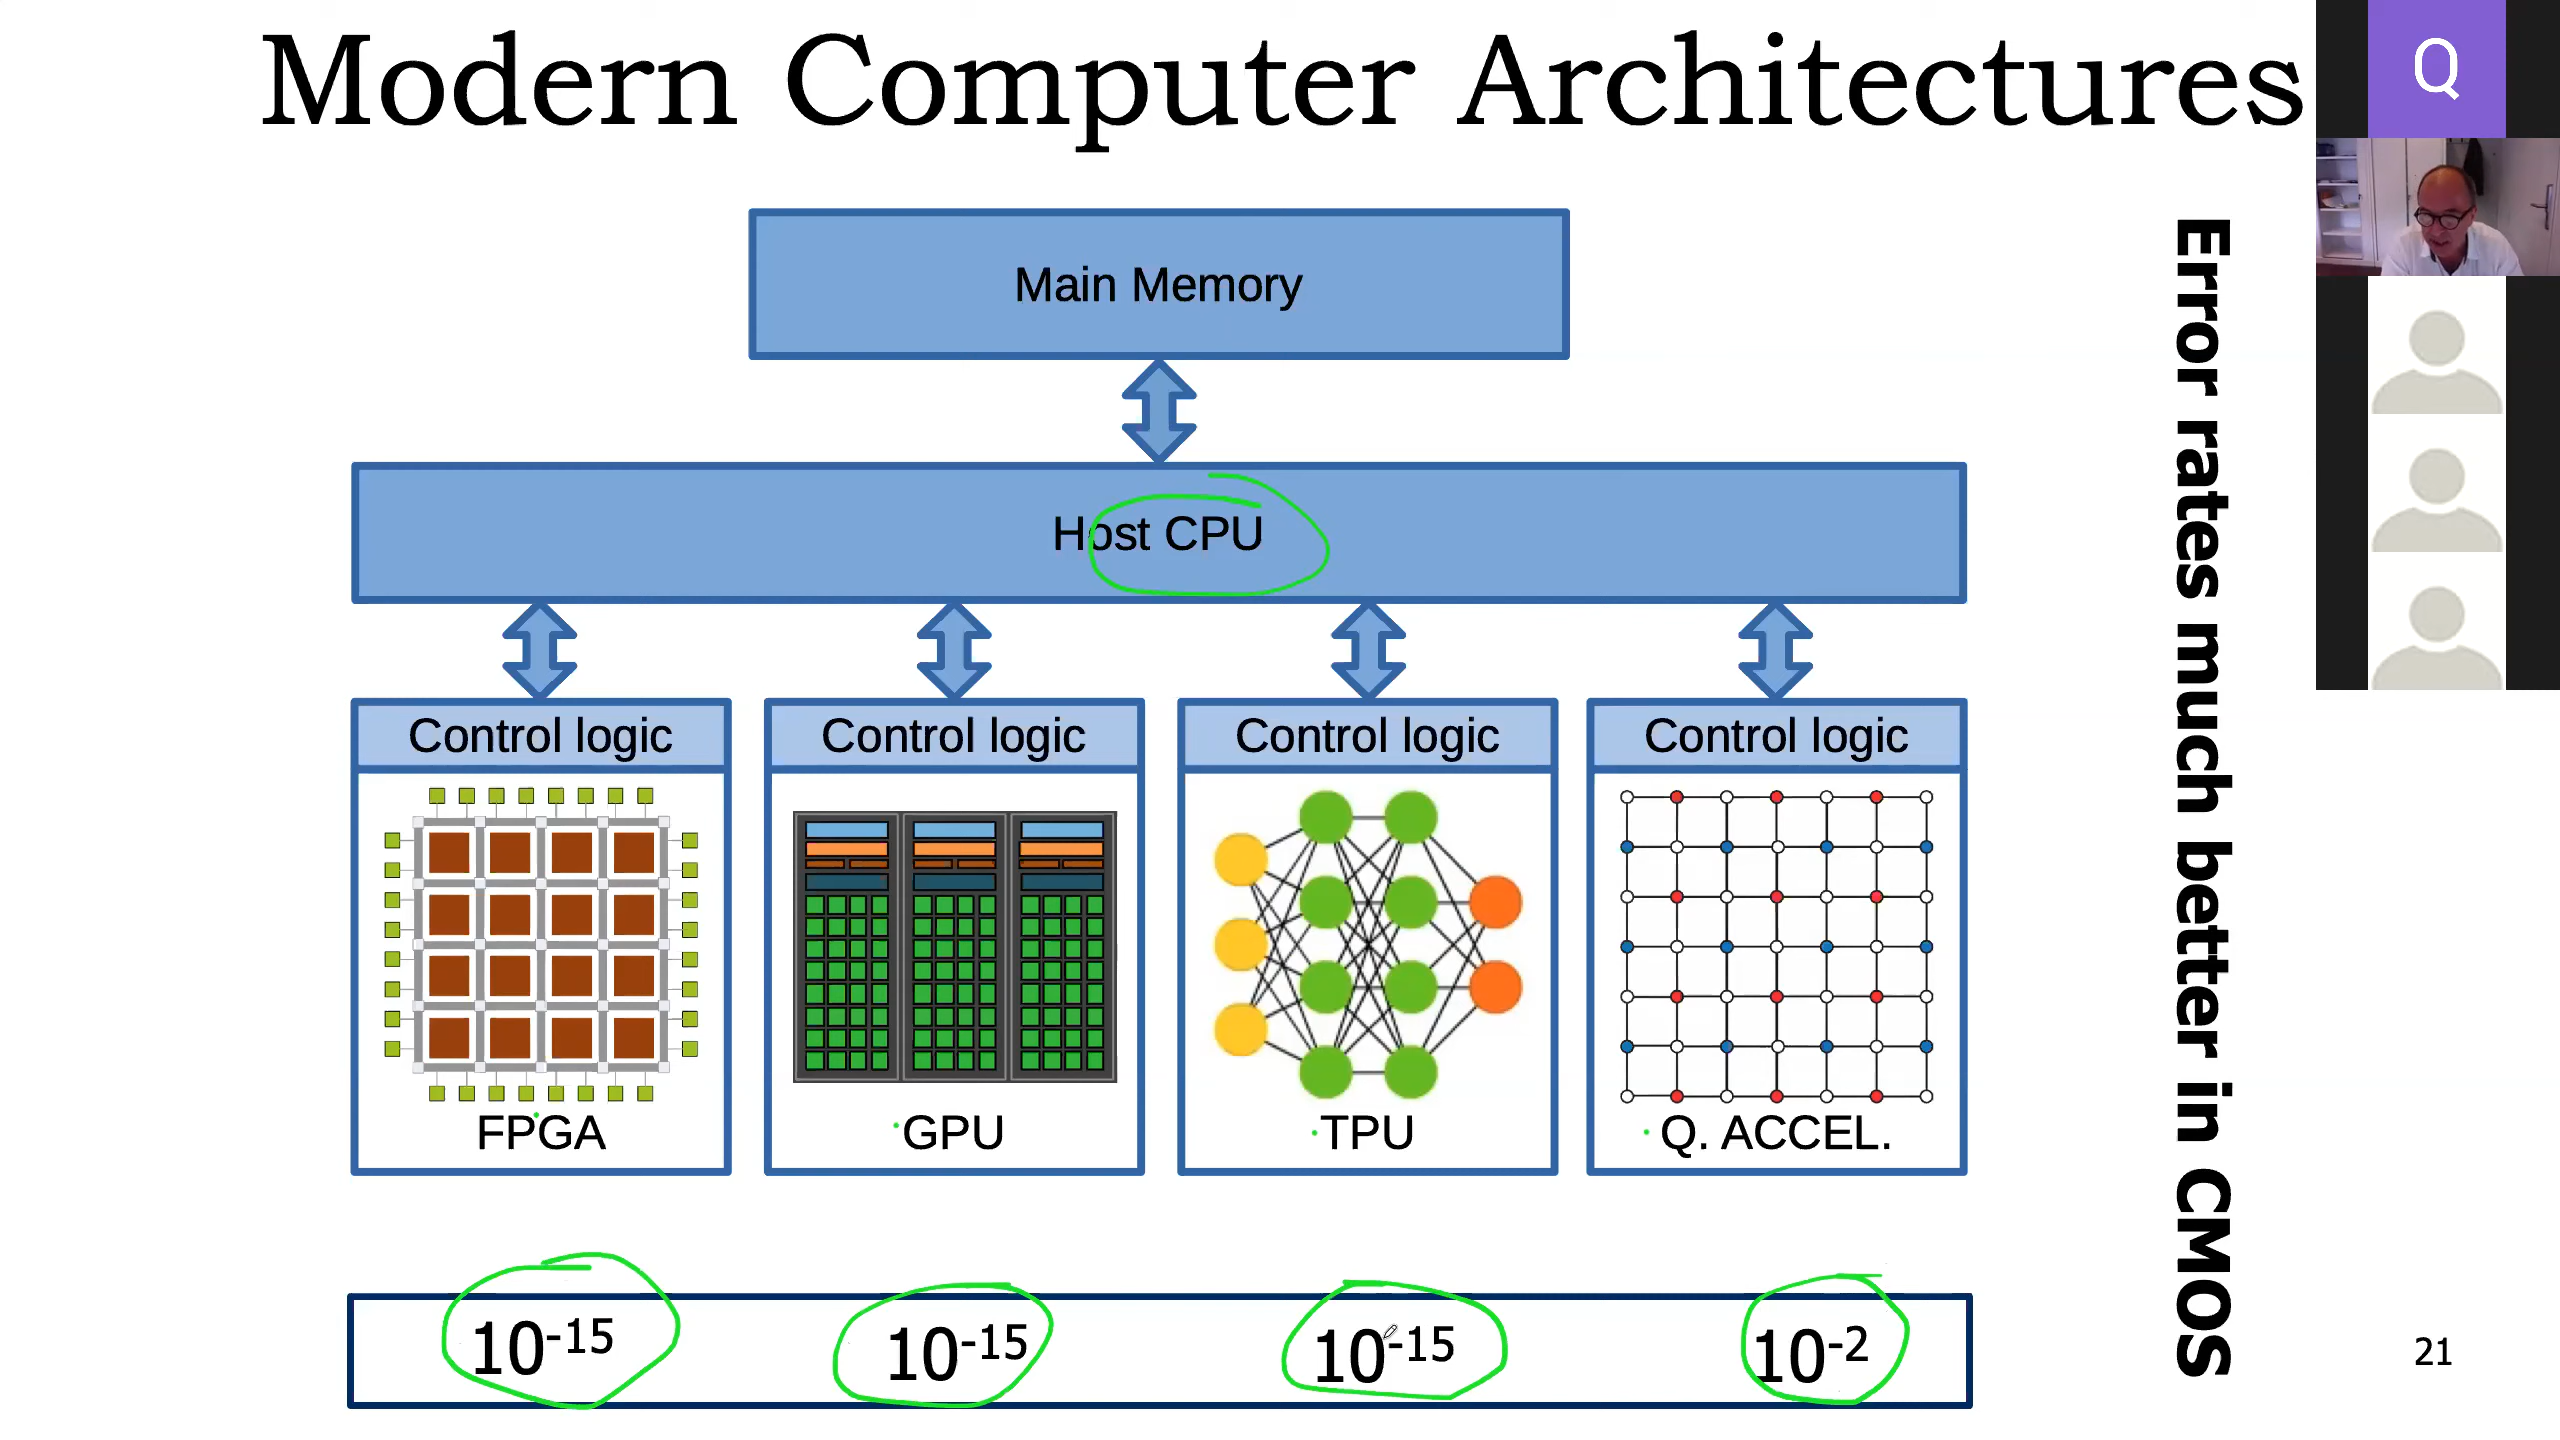 Modern Computer Architectures
Q
Main Memory
Host CPU
Control logic
Control logic
Control logic
Control logic
FPGA
GPU
TPU
Q. ACCEL.
10-15
10-15
10-15
10-2
Error rates much better in CMOS
21